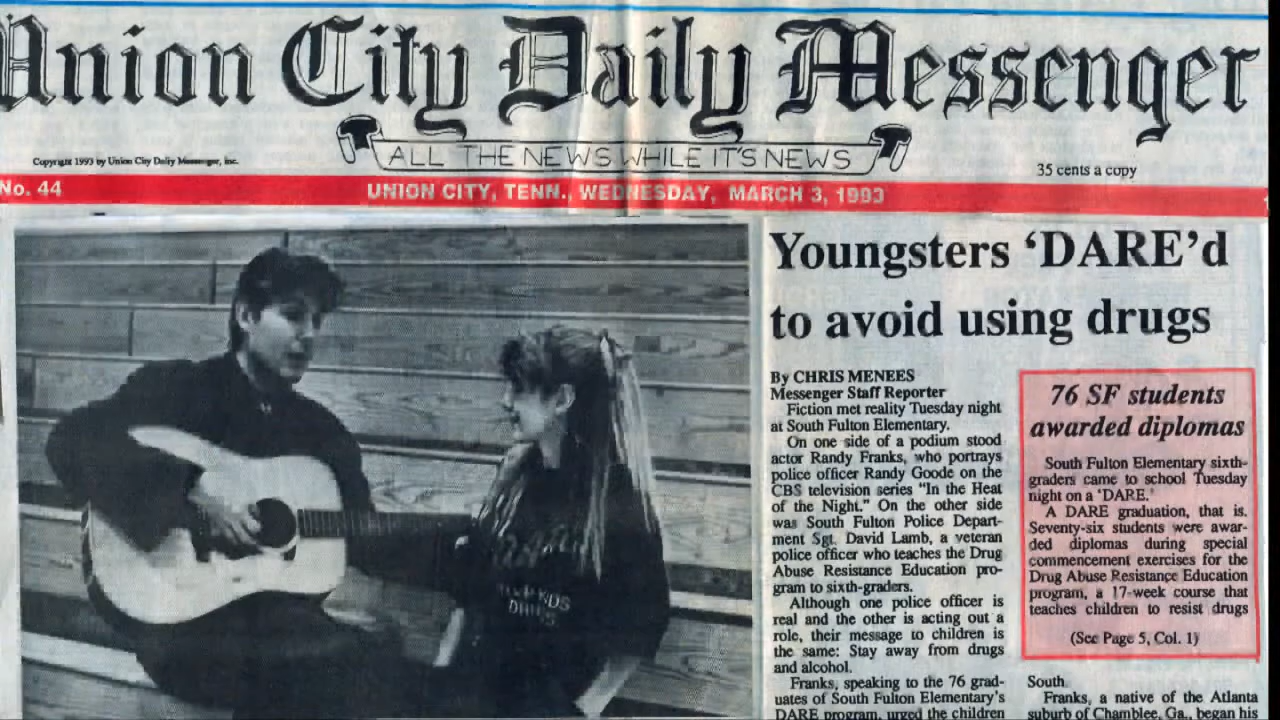 Union City Daily Messenger
ALL THE NEWS WHILE IT'S NEWS
Copyright 1993 by Union City Daily Messenger, Inc.
35 cents a copy
No. 44
UNION CITY, TENN., WEDNESDAY, MARCH 3, 1993
Youngsters 'DARE'd
to avoid using drugs
By CHRIS MENEES
Messenger Staff Reporter
Fiction met reality Tuesday night
at South Fulton Elementary.
On one side of a podium stood
actor Randy Franks, who portrays
police officer Randy Goode on the
CBS television series "In the Heat
of the Night." On the other side
was South Fulton Police Depart-
ment Sgt. David Lamb, a veteran
police officer who teaches the Drug
Abuse Resistance Education pro-
gram to sixth-graders.
Although one police officer is
real and the other is acting out a
role, their message to children is
the same: Stay away from drugs
and alcohol.
Franks, speaking to the 76 grad-
uates of South Fulton Elementary's
DARE program, urged the children
76 SF students
awarded diplomas
South Fulton Elementary sixth-
graders came to school Tuesday
night on a 'DARE.'
A DARE graduation, that is.
Seventy-six students were awar-
ded diplomas during special
commencement exercises for the
Drug Abuse Resistance Education
program, a 17-week course that
teaches children to resist drugs
(See Page 5, Col. 1)
South.
Franks, a native of the Atlanta
suburb of Chamblee, Ga., began his
KIDS
DRUGS